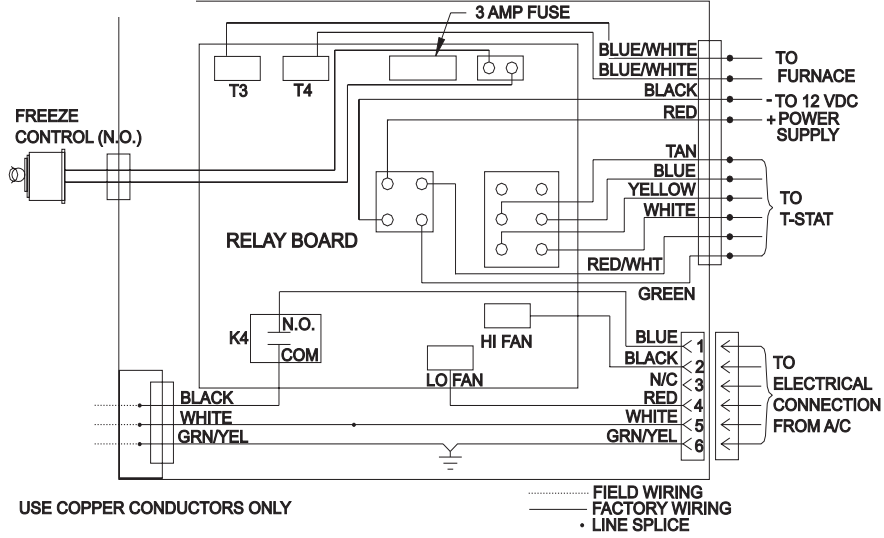 3 AMP FUSE
BLUE/WHITE
TO
FURNACE
BLUE/WHITE
T3
T4
BLACK
- TO 12 VDC
RED
+ POWER
SUPPLY
FREEZE
CONTROL (N.O.)
TAN
BLUE
YELLOW
WHITE
TO
T-STAT
RELAY BOARD
RED/WHT
GREEN
K4
N.O.
COM
HI FAN
LO FAN
BLUE
1
BLACK
2
N/C
3
RED
4
WHITE
5
GRN/YEL
6
TO
ELECTRICAL
CONNECTION
FROM A/C
BLACK
WHITE
GRN/YEL
USE COPPER CONDUCTORS ONLY
FIELD WIRING
FACTORY WIRING
LINE SPLICE